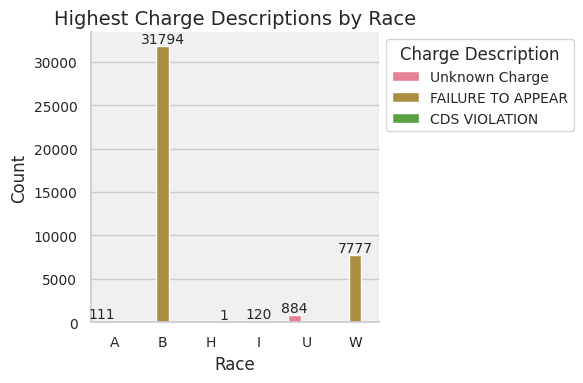 Highest Charge Descriptions by Race
Charge Description
Unknown Charge
FAILURE TO APPEAR
CDS VIOLATION
Count
30000
25000
20000
15000
10000
5000
0
111
31794
1
120
884
7777
A B H I U W
Race